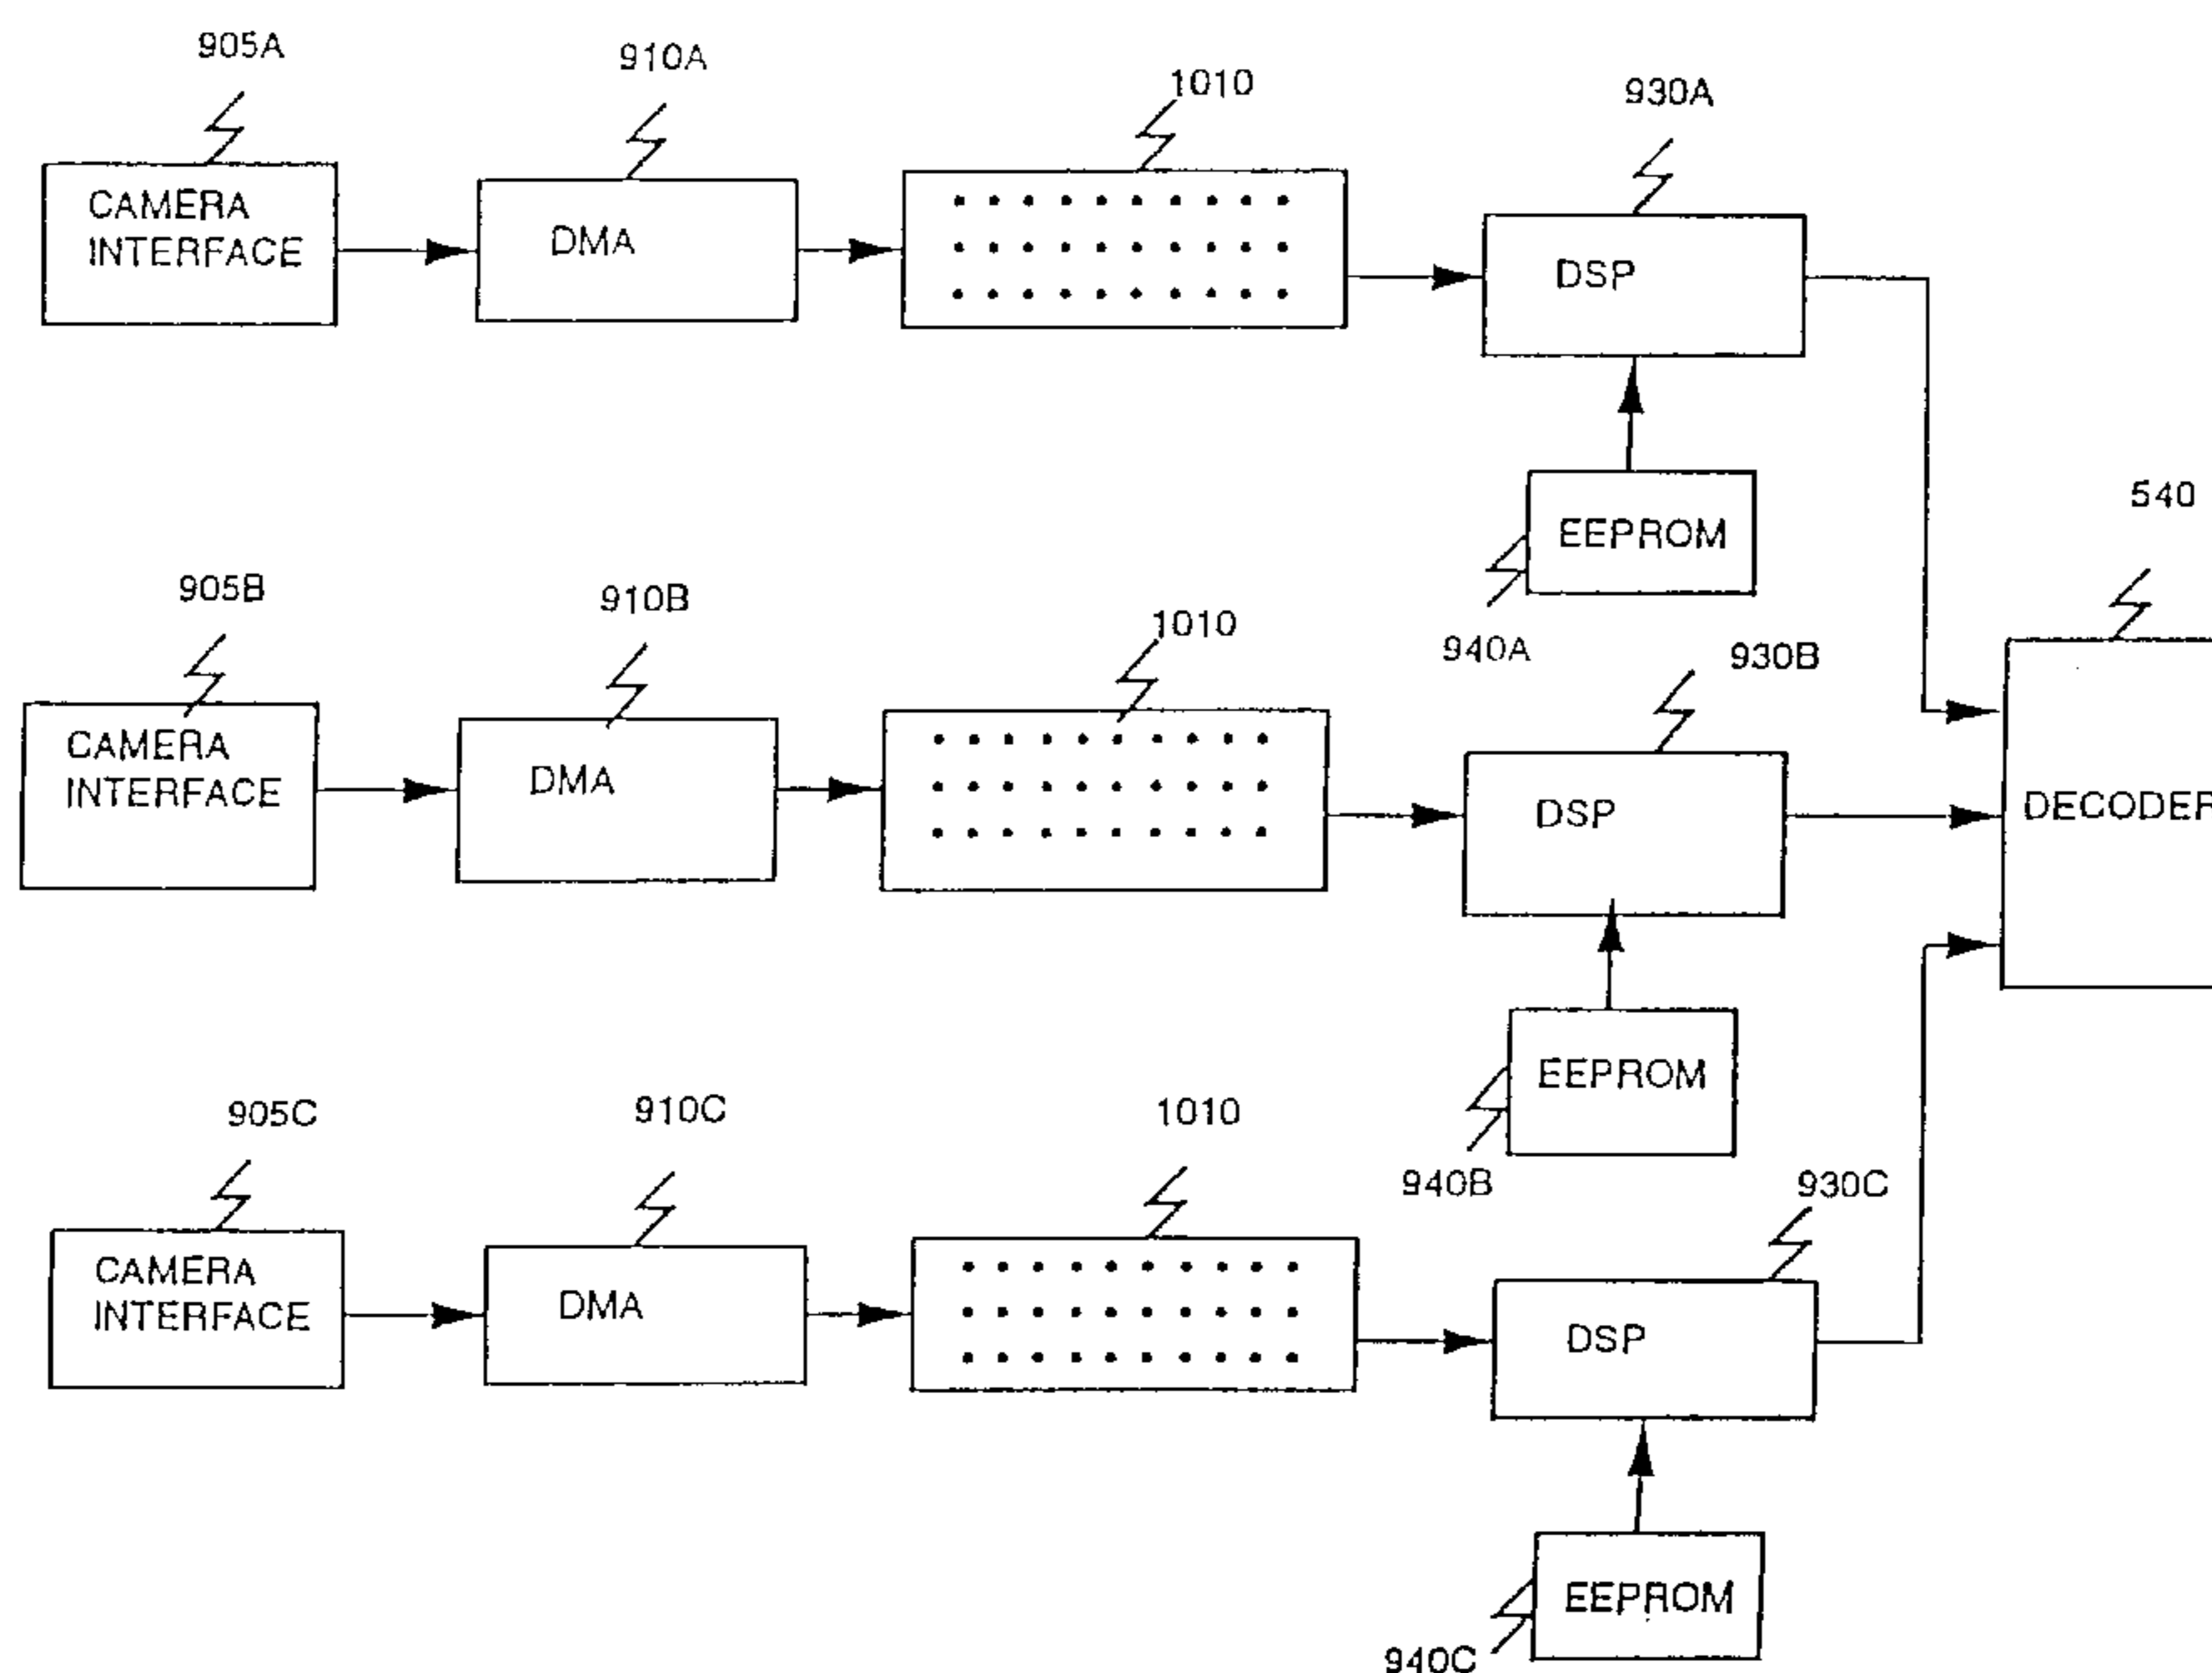 905A
910A
1010
930A
CAMERA
INTERFACE
DMA
DSP
EEPROM
940A
540
905B
910B
1010
930B
CAMERA
INTERFACE
DMA
DSP
DECODER
EEPROM
940B
905C
910C
1010
930C
CAMERA
INTERFACE
DMA
DSP
EEPROM
940C